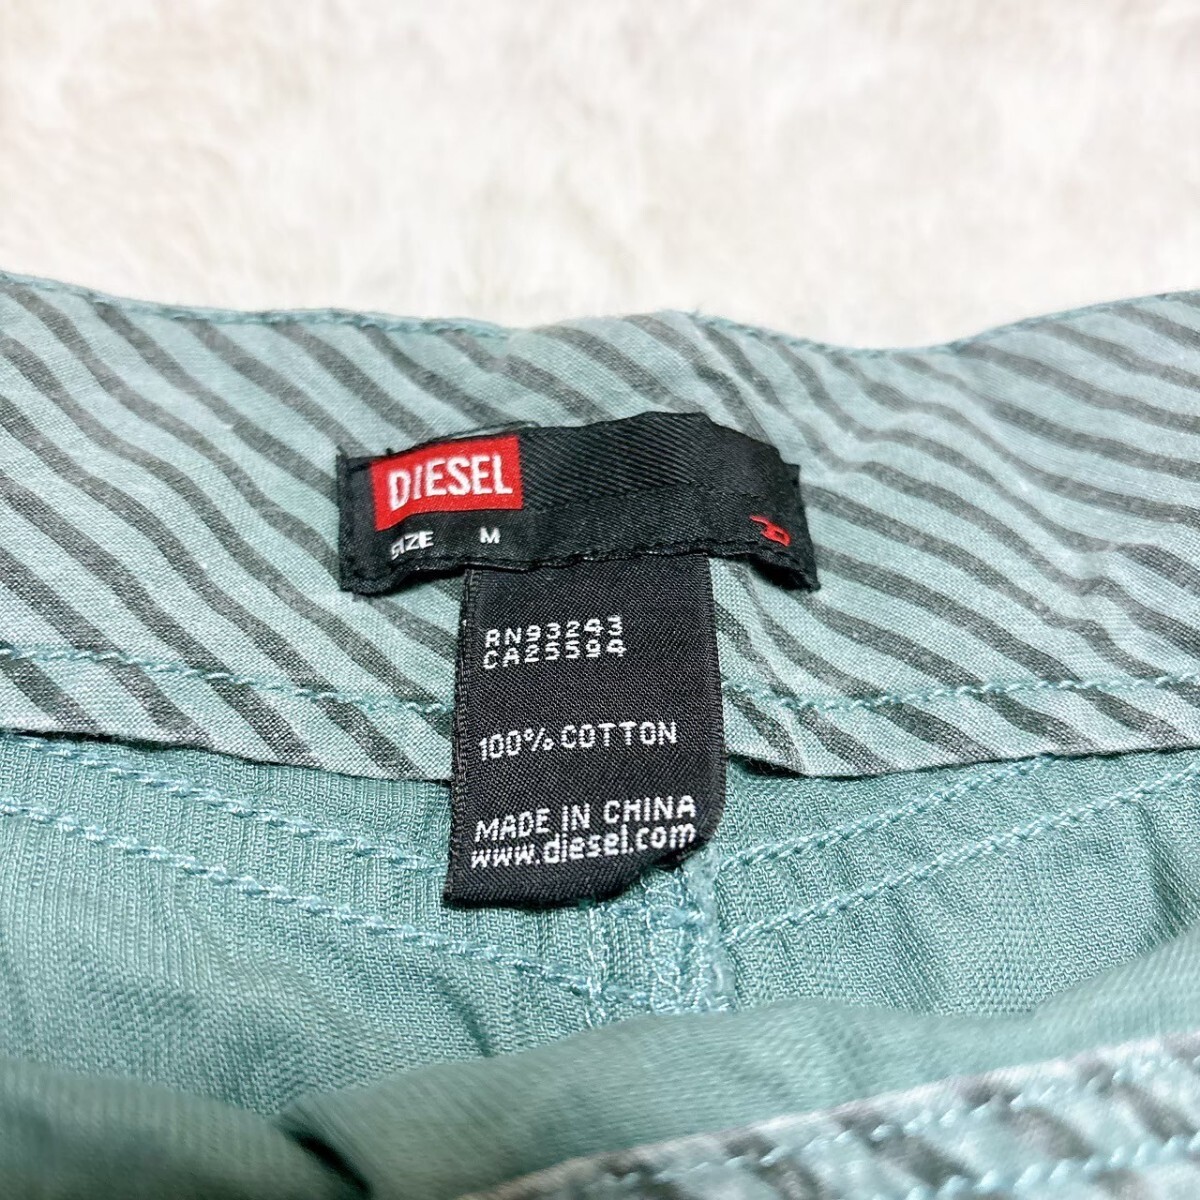 DIESEL
SIZE M
RN93243
CA25594
100% COTTON
MADE IN CHINA
www.diesel.com